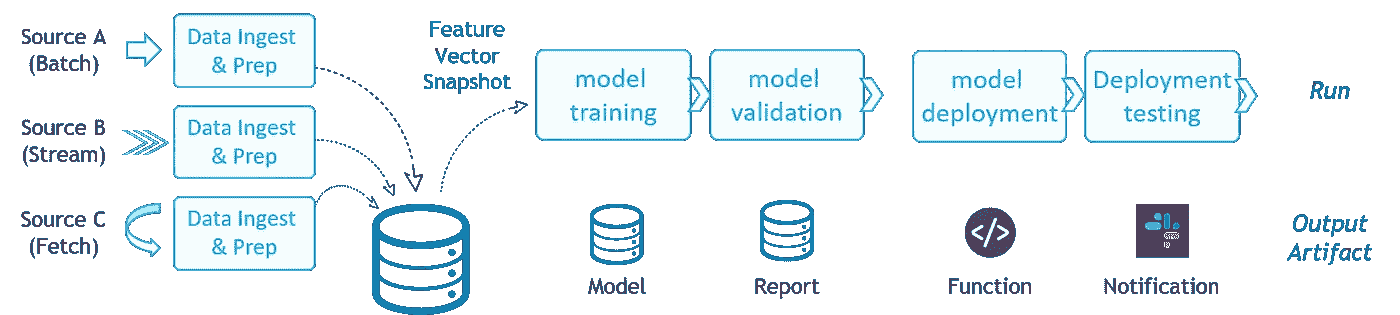 Source A
(Batch)
Data Ingest
& Prep
Source B
(Stream)
Data Ingest
& Prep
Source C
(Fetch)
Data Ingest
& Prep
Feature
Vector
Snapshot
model
training
model
validation
model
deployment
Deployment
testing
Run
Model
Report
</>
Function
Notification
Output
Artifact